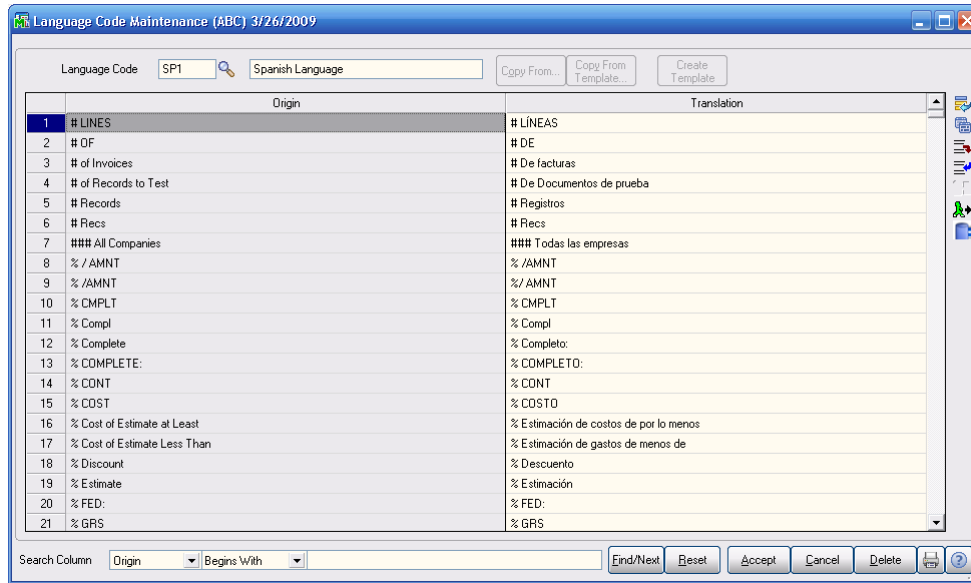 Language Code Maintenance (ABC) 3/26/2009
Language Code SP1 Spanish Language Copy From... Copy From Template... Create Template
Origin Translation
1 # LINES # LÍNEAS
2 # OF # DE
3 # of Invoices # De facturas
4 # of Records to Test # De Documentos de prueba
5 # Records # Registros
6 # Recs # Recs
7 ### All Companies ### Todas las empresas
8 % / AMNT % /AMNT
9 % /AMNT %/ AMNT
10 % CMPLT % CMPLT
11 % Compl % Compl
12 % Complete % Completo:
13 % COMPLETE: % COMPLETO:
14 % CONT % CONT
15 % COST % COSTO
16 % Cost of Estimate at Least % Estimación de costos de por lo menos
17 % Cost of Estimate Less Than % Estimación de gastos de menos de
18 % Discount % Descuento
19 % Estimate % Estimación
20 % FED: % FED:
21 % GRS % GRS
Search Column Origin Begins With Find/Next Reset Accept Cancel Delete